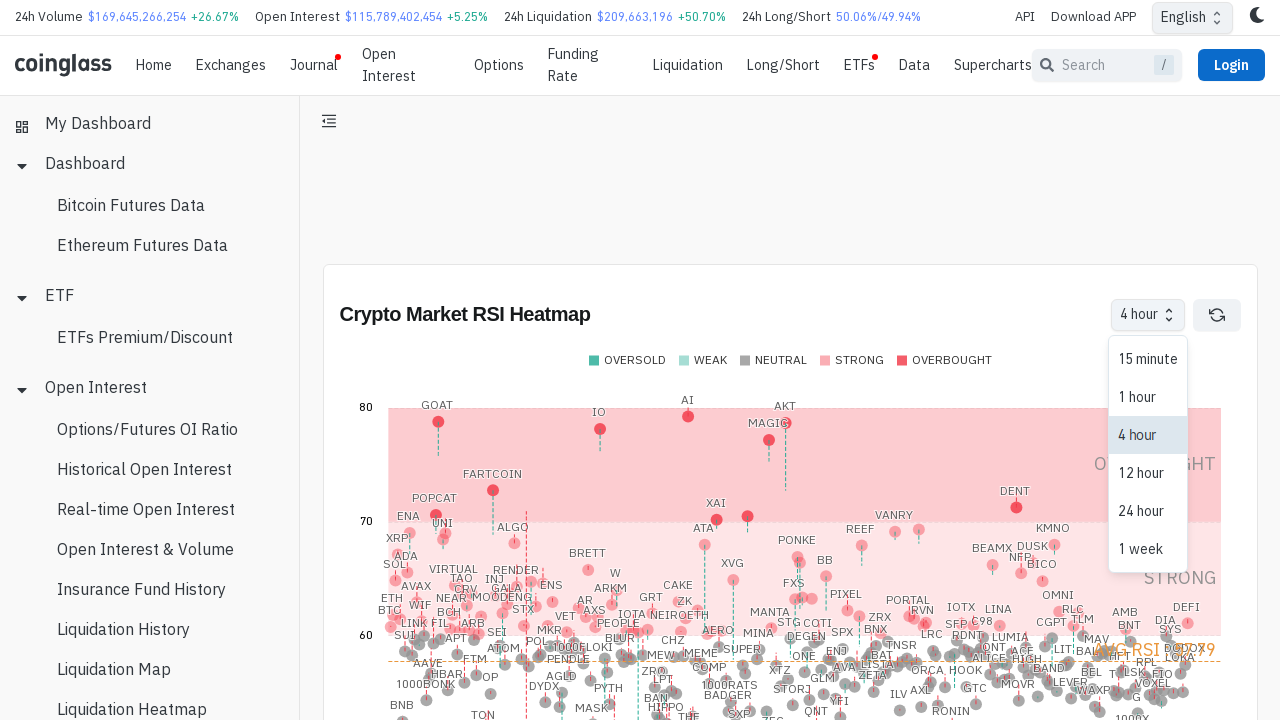 24h Volume $169,645,266,254 +26.67% Open Interest $115,789,402,454 +5.25% 24h Liquidation $209,663,196 +50.70% 24h Long/Short 50.06%/49.94% API Download APP English
coinglass Home Exchanges Journal Open Interest Options Funding Rate Liquidation Long/Short ETFs Data Supercharts Search / Login
My Dashboard
Dashboard
Bitcoin Futures Data
Ethereum Futures Data
ETF
ETFs Premium/Discount
Open Interest
Options/Futures OI Ratio
Historical Open Interest
Real-time Open Interest
Open Interest & Volume
Insurance Fund History
Liquidation History
Liquidation Map
Liquidation Heatmap
Crypto Market RSI Heatmap
4 hour
15 minute
1 hour
4 hour
12 hour
24 hour
1 week
OVERSOLD WEAK NEUTRAL STRONG OVERBOUGHT
80
GOAT IO AI AKT
MAGIC
FARTCOIN
POPCAT XAI DENT
70
ENA UNI ALGO ATA REEF VANRY KMNO
XRP ADA SOL BRETT XVG PONKE BB BEAMX DUSK NFP BICO
STRONG
VIRTUAL TAO RENDER INJ W
AVAX CRV GALA ENS ARKM CAKE FXS
ETH WIF NEAR MOODENG AR GRT ZK PIXEL PORTAL OMNI
BTC BCH STX AXS IOTA NEIROETH MANTA RVN IOTX LINA RLC AMB DEFI
LINK FIL ARB VET PEOPLE STG COTI ZRX SFP C98 CGPT TLM DIA
60
SUI APT SEI MKR BLUR AERO MINA DEGEN SPX BNX LRC RDNT LUMIA BNT SYS
ATOM POL 1000FLOKI CHZ SUPER ENJ TNSR QNT ACE LIT MAV
AAVE FTM PENDLE MEW MEME ONE BAT ALICE HIGH LOKA
HBAR OP AGLD ZRO COMP XTZ AVA LISTA ORCA HOOK BAND BEL LSK RPL FIO
1000BONK DYDX PYTH LPT 1000RATS STORJ GLM ZETA ILV AXL GTC MOVR LEVER WAXP VOXEL
BNB TON MASK BAN HIPPO BADGER SXP QNT YFI RONIN G
THE ZEC 1000X